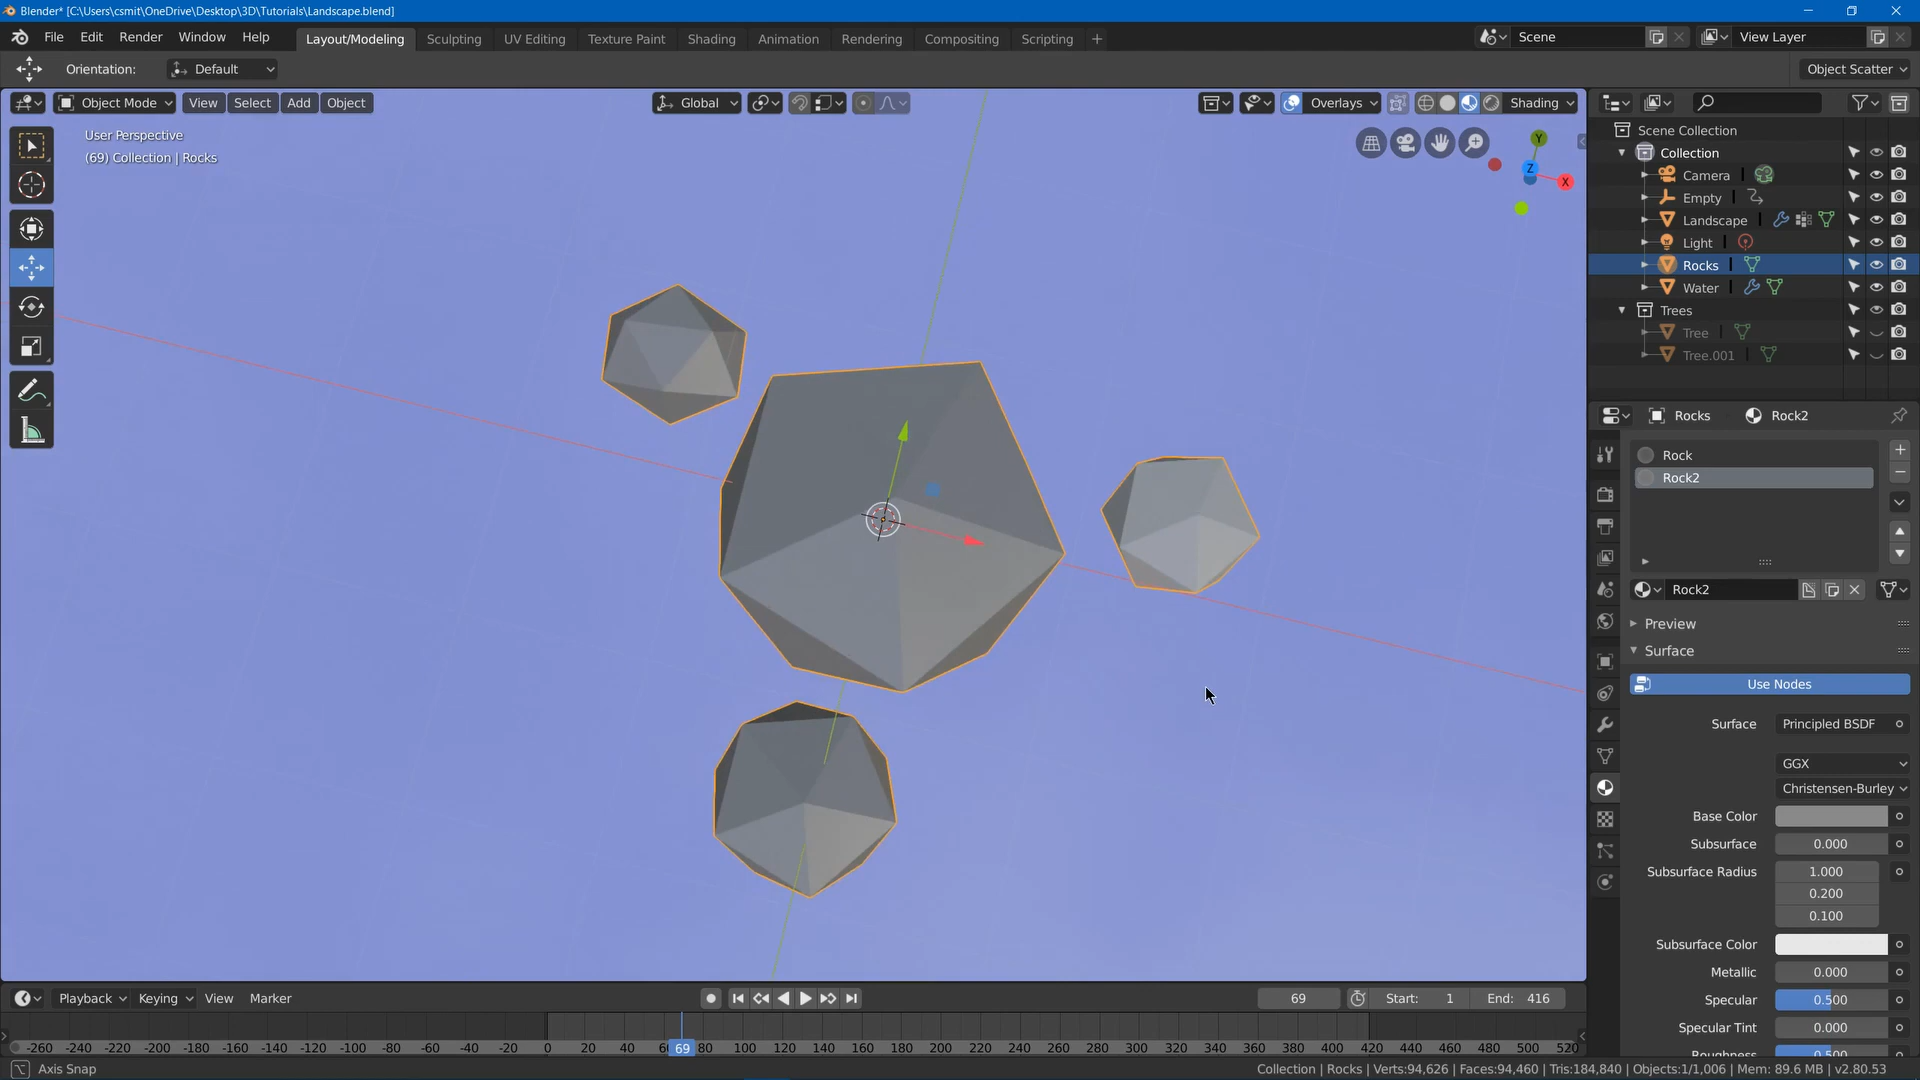 Blender* [C:\Users\csmit\OneDrive\Desktop\3D\Tutorials\Landscape.blend]
File Edit Render Window Help Layout/Modeling Sculpting UV Editing Texture Paint Shading Animation Rendering Compositing Scripting + Scene View Layer
Orientation: Default Object Scatter
Object Mode View Select Add Object Global Overlays Shading
User Perspective
(69) Collection | Rocks
Y
Z
X
Scene Collection
Collection
Camera
Empty
Landscape
Light
Rocks
Water
Trees
Tree
Tree.001
Rocks Rock2
Rock
Rock2
Rock2
Preview
Surface
Use Nodes
Surface Principled BSDF
GGX
Christensen-Burley
Base Color
Subsurface 0.000
Subsurface Radius 1.000
0.200
0.100
Subsurface Color
Metallic 0.000
Specular 0.500
Specular Tint 0.000
Roughness 0.500
Playback Keying View Marker 69 Start: 1 End: 416
-260 -240 -220 -200 -180 -160 -140 -120 -100 -80 -60 -40 -20 0 20 40 69 80 100 120 140 160 180 200 220 240 260 280 300 320 340 360 380 400 420 440 460 480 500 520
Axis Snap Collection | Rocks | Verts:94,626 | Faces:94,460 | Tris:184,840 | Objects:1/1,006 | Mem: 89.6 MB | v2.80.53